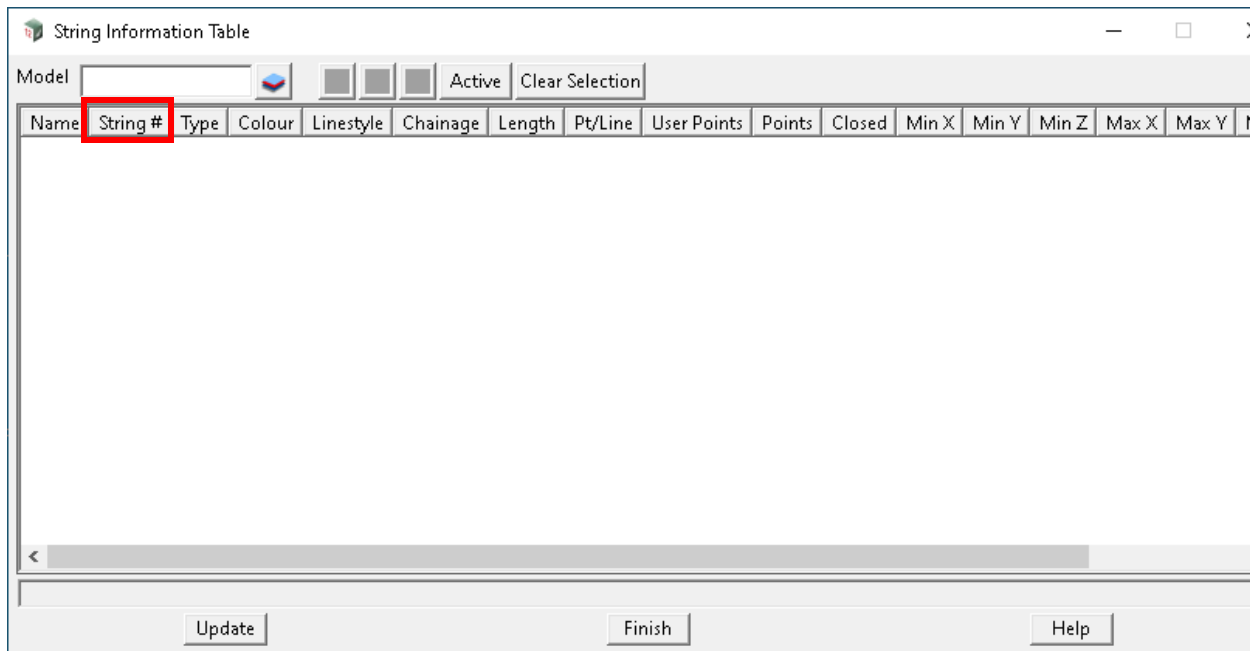 String Information Table
Model Active Clear Selection
Name String # Type Colour Linestyle Chainage Length Pt/Line User Points Points Closed Min X Min Y Min Z Max X Max Y
Update Finish Help